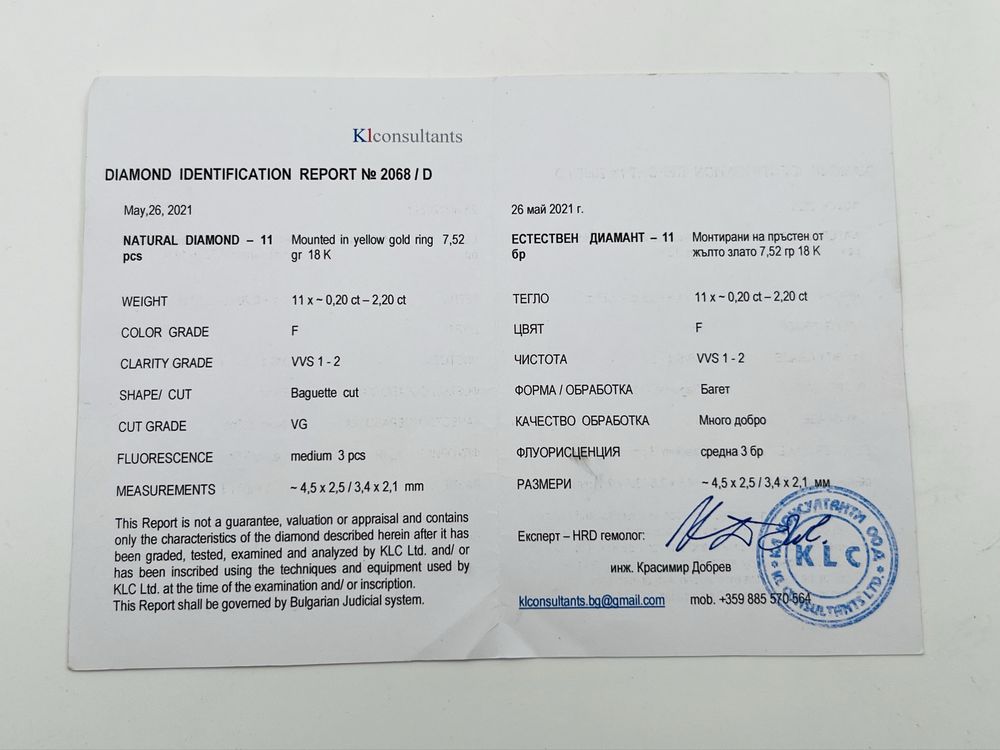 Klconsultants
DIAMOND IDENTIFICATION REPORT № 2068 / D
May,26, 2021
NATURAL DIAMOND – 11 pcs
Mounted in yellow gold ring 7,52
gr 18 K
WEIGHT 11 x ~ 0,20 ct – 2,20 ct
COLOR GRADE F
CLARITY GRADE VVS 1 - 2
SHAPE/ CUT Baguette cut
CUT GRADE VG
FLUORESCENCE medium 3 pcs
MEASUREMENTS ~ 4,5 x 2,5 / 3,4 x 2,1 mm
This Report is not a guarantee, valuation or appraisal and contains
only the characteristics of the diamond described herein after it has
been graded, tested, examined and analyzed by KLC Ltd. and/ or
has been inscribed using the techniques and equipment used by
KLC Ltd. at the time of the examination and/ or inscription.
This Report shall be governed by Bulgarian Judicial system.
26 май 2021 г.
ЕСТЕСТВЕН ДИАМАНТ – 11 бр
Монтирани на пръстен от
жълто злато 7,52 гр 18 K
ТЕГЛО 11 x ~ 0,20 ct – 2,20 ct
ЦВЯТ F
ЧИСТОТА VVS 1 - 2
ФОРМА / ОБРАБОТКА Багет
КАЧЕСТВО ОБРАБОТКА Много добро
ФЛУОРИСЦЕНЦИЯ средна 3 бр
РАЗМЕРИ ~ 4,5 x 2,5 / 3,4 x 2,1 мм
Експерт – HRD гемолог:
инж. Красимир Добрев
klconsultants.bg@gmail.com mob. +359 885 570 564
КЛ КОНСУЛТАНТИ ООД
KLC
KL CONSULTANTS LTD.